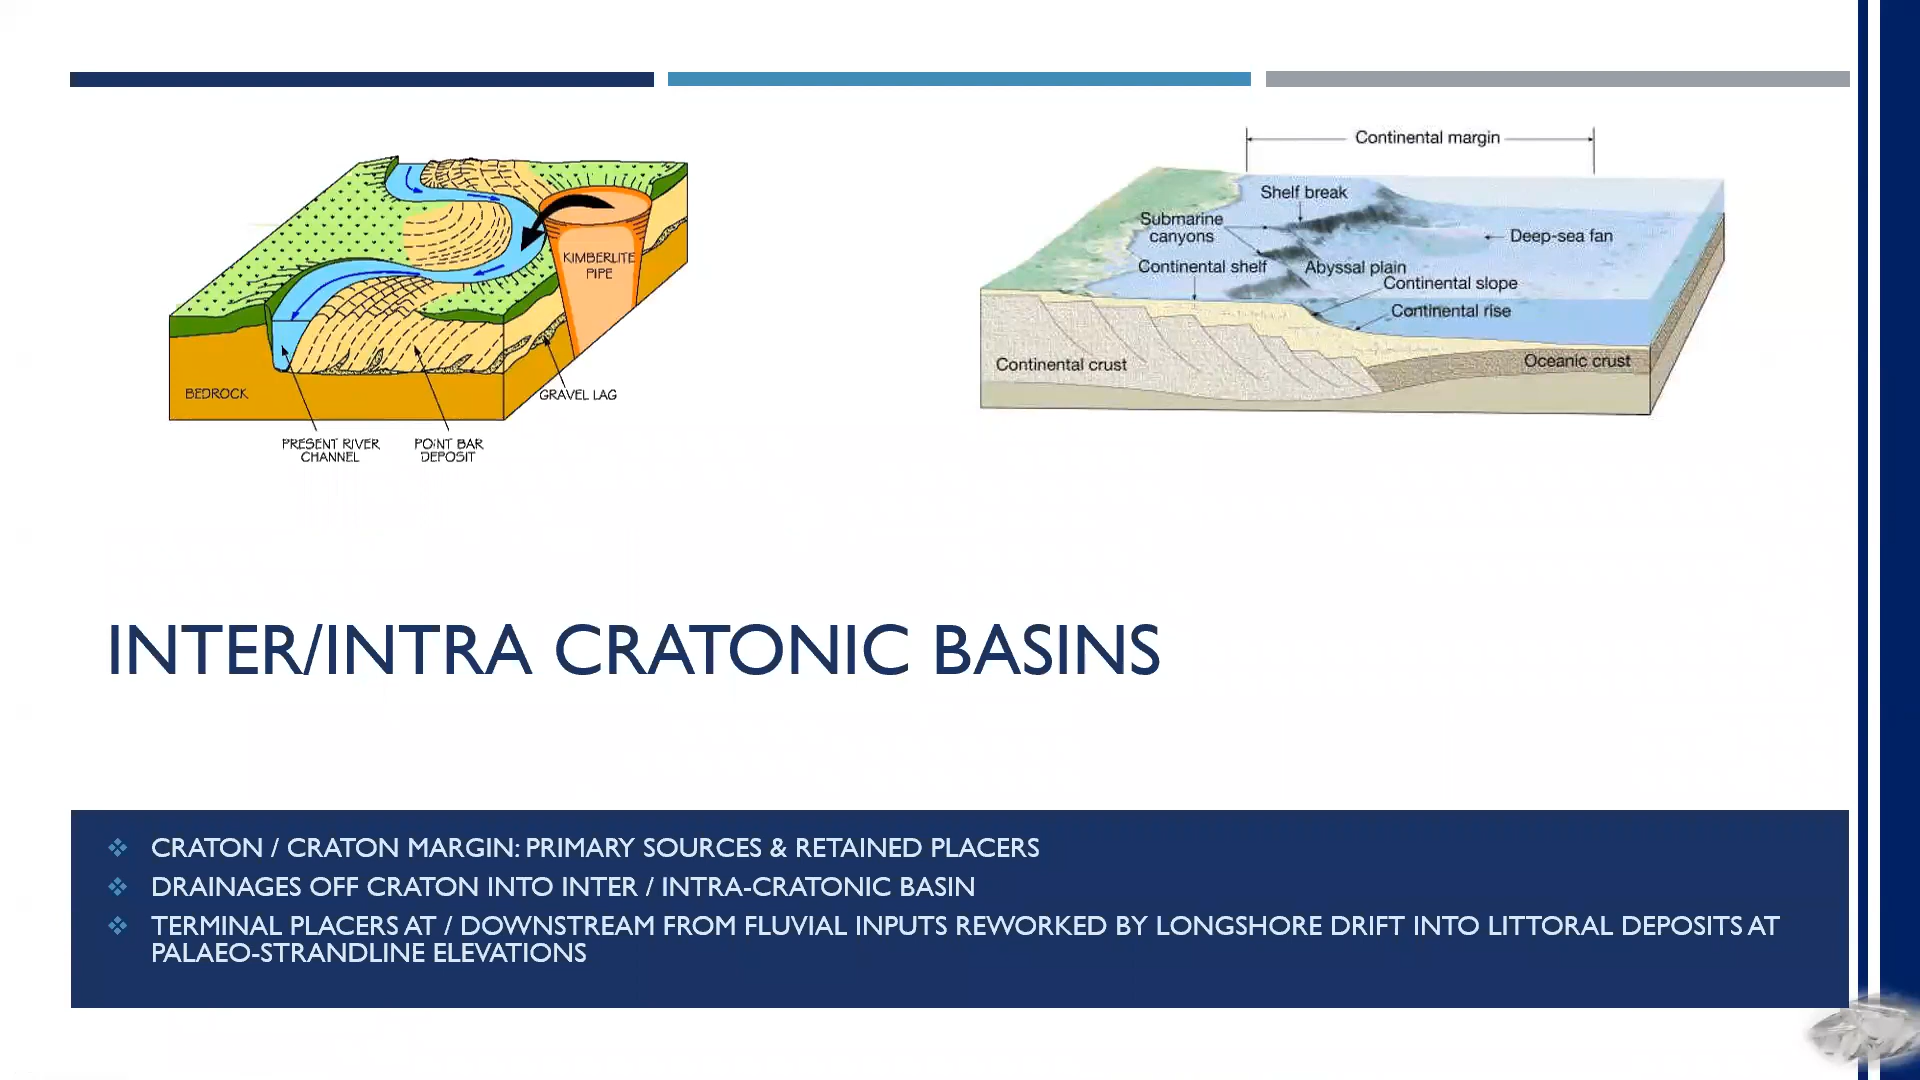 KIMBERLITE
PIPE
BEDROCK
GRAVEL LAG
PRESENT RIVER
CHANNEL
POINT BAR
DEPOSIT
Continental margin
Shelf break
Submarine
canyons
Deep-sea fan
Continental shelf
Abyssal plain
Continental slope
Continental rise
Continental crust
Oceanic crust
INTER/INTRA CRATONIC BASINS
CRATON / CRATON MARGIN: PRIMARY SOURCES & RETAINED PLACERS
DRAINAGES OFF CRATON INTO INTER / INTRA-CRATONIC BASIN
TERMINAL PLACERS AT / DOWNSTREAM FROM FLUVIAL INPUTS REWORKED BY LONGSHORE DRIFT INTO LITTORAL DEPOSITS AT
PALAEO-STRANDLINE ELEVATIONS